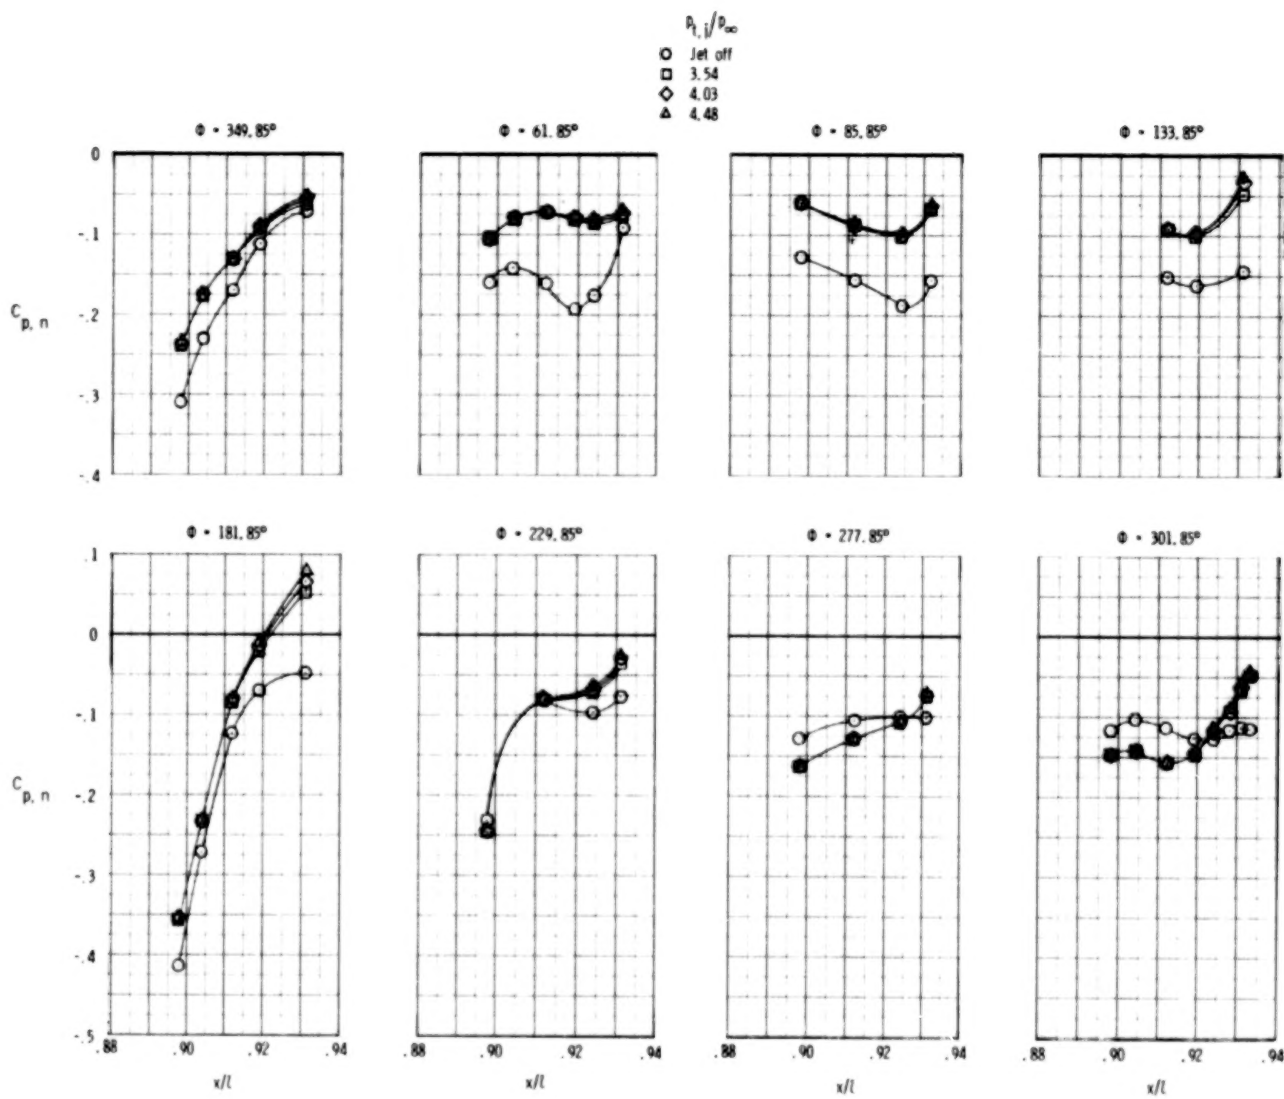 p_t,j/p_∞
Jet off
3.54
4.03
4.48
Φ - 349.85°
Φ - 61.85°
Φ - 85.85°
Φ - 133.85°
0
-.1
C_p,n
-.2
-.3
-.4
Φ - 181.85°
Φ - 229.85°
Φ - 277.85°
Φ - 301.85°
.1
0
-.1
C_p,n
-.2
-.3
-.4
-.5
.88 .90 .92 .94 .90 .92 .94 .88 .90 .92 .94 .88 .90 .92 .94
x/l x/l x/l x/l